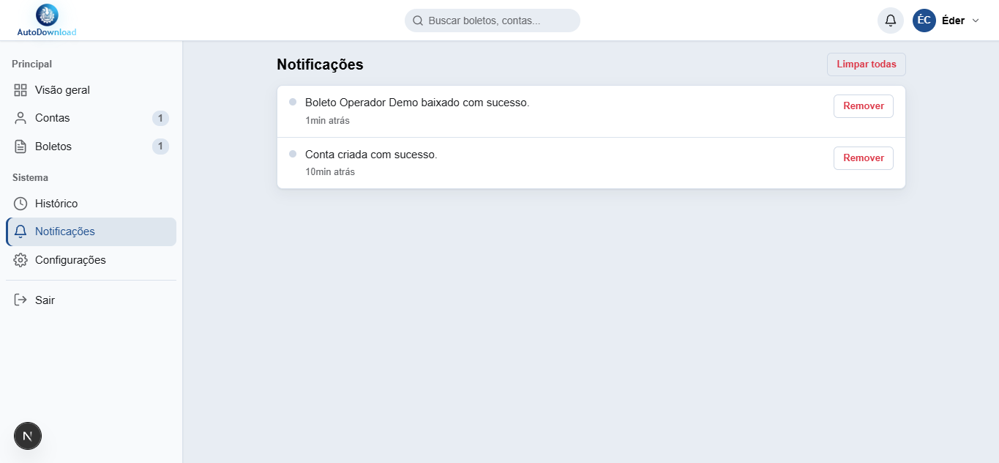 AutoDownload
Buscar boletos, contas...
ÉC
Éder
Principal
Visão geral
Contas
1
Boletos
1
Sistema
Histórico
Notificações
Configurações
Sair
N
Notificações
Limpar todas
Boleto Operador Demo baixado com sucesso.
Remover
1min atrás
Conta criada com sucesso.
Remover
10min atrás